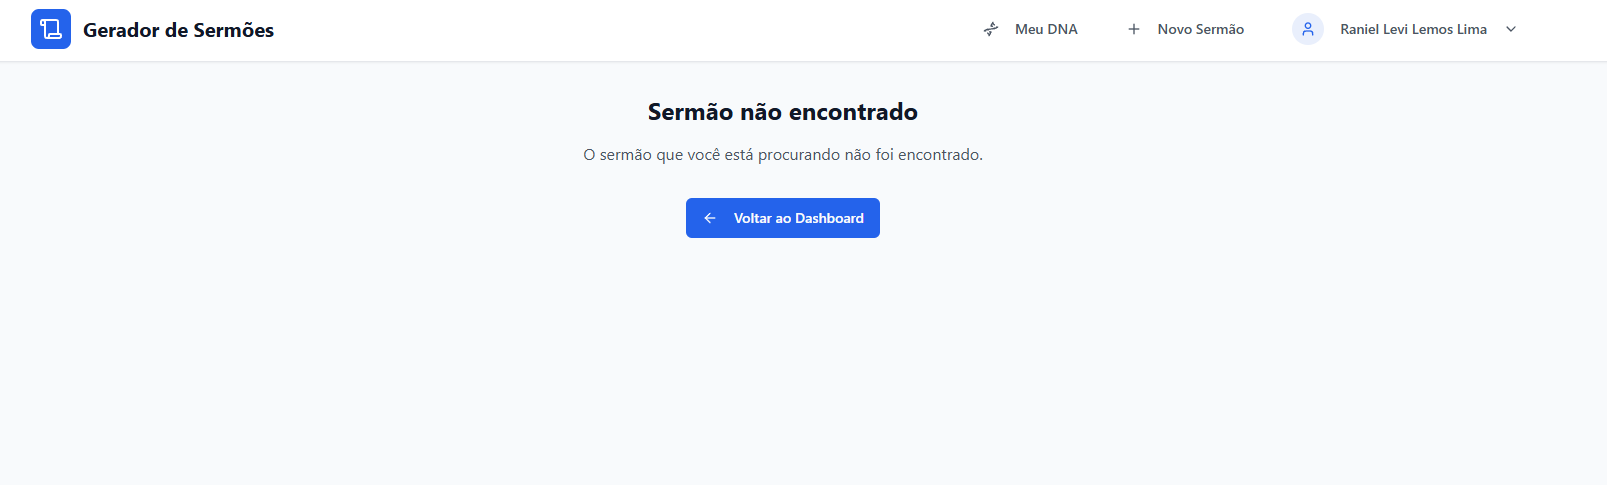 Gerador de Sermões
Meu DNA
Novo Sermão
Raniel Levi Lemos Lima
Sermão não encontrado
O sermão que você está procurando não foi encontrado.
Voltar ao Dashboard